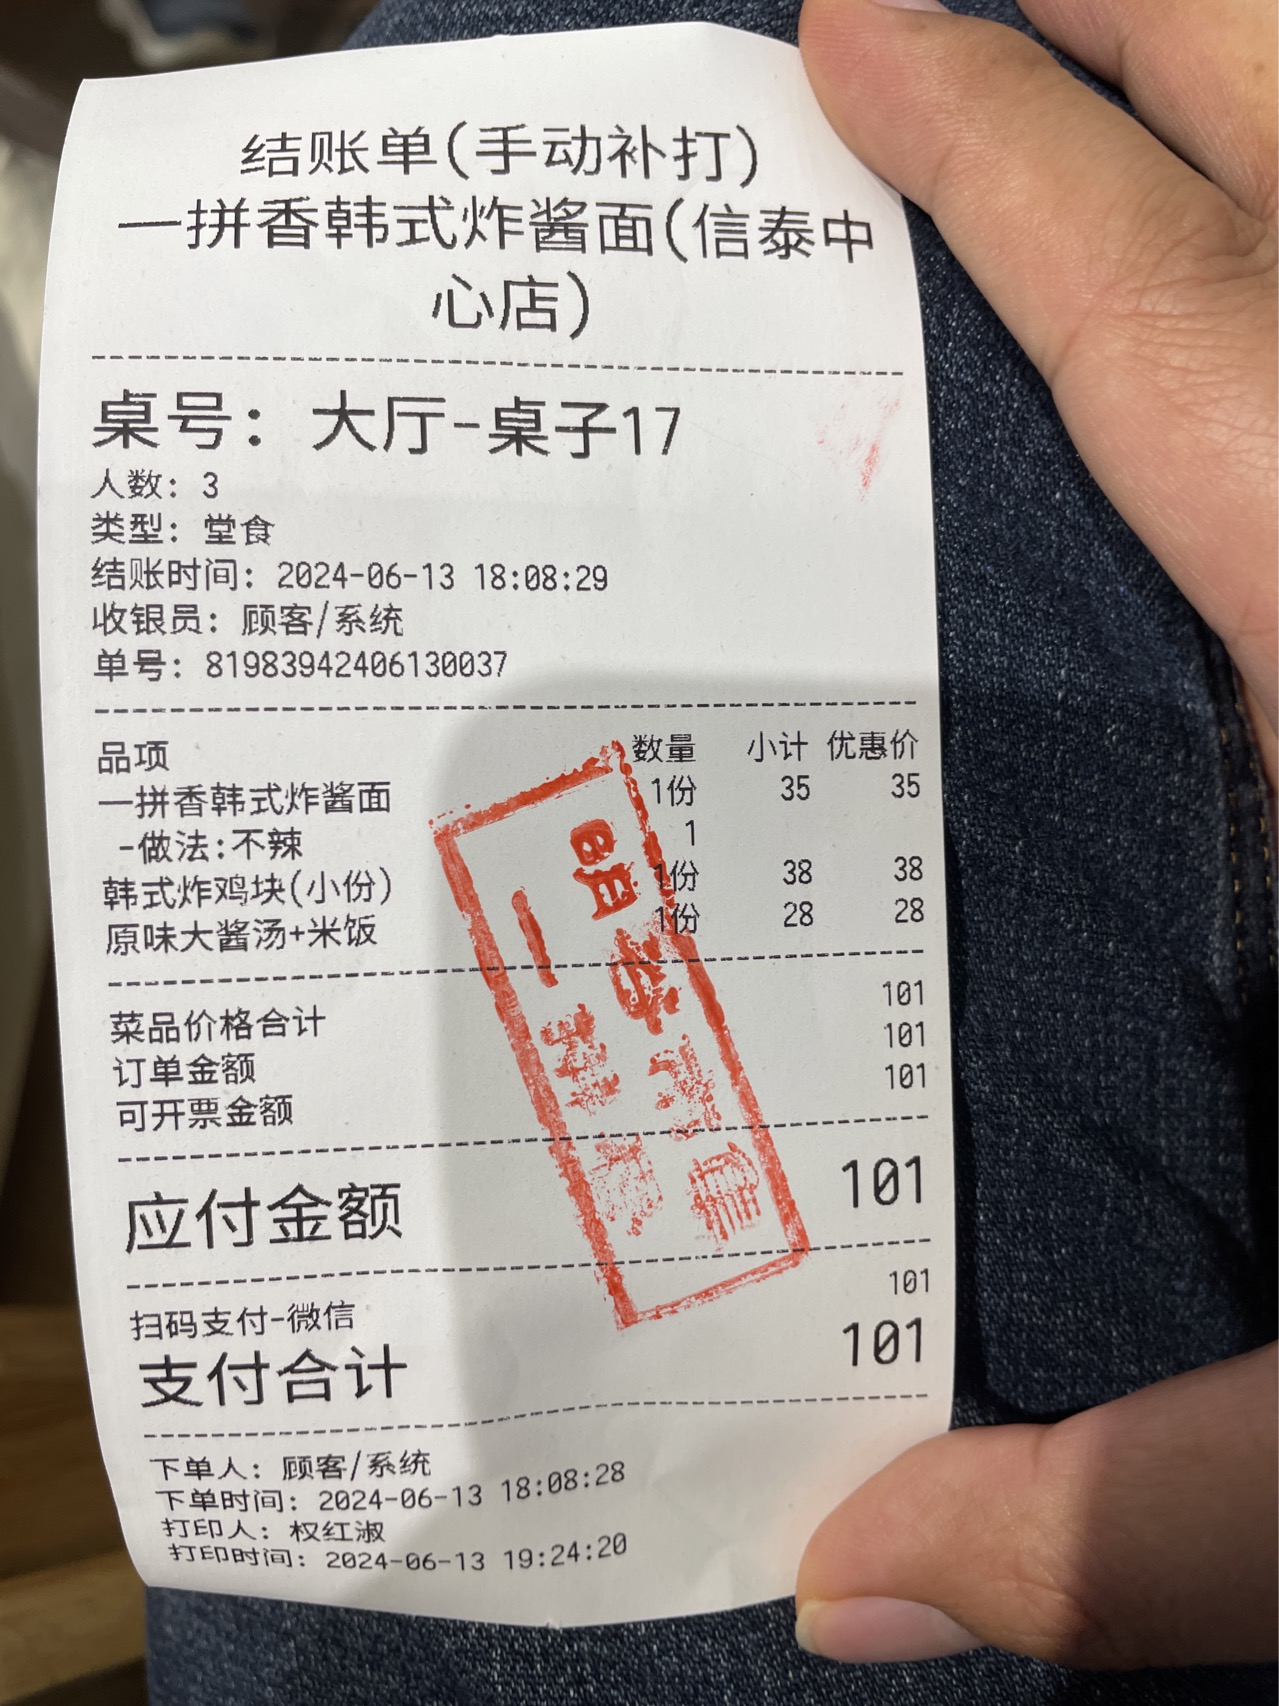 结账单(手动补打)
一拼香韩式炸酱面(信泰中
心店)
桌号: 大厅-桌子17
人数: 3
类型: 堂食
结账时间: 2024-06-13 18:08:29
收银员: 顾客/系统
单号: 81983942406130037
品项 数量 小计 优惠价
一拼香韩式炸酱面 1份 35 35
-做法:不辣 1
韩式炸鸡块(小份) 1份 38 38
原味大酱汤+米饭 1份 28 28
菜品价格合计 101
订单金额 101
可开票金额 101
应付金额 101
扫码支付-微信 101
支付合计 101
下单人: 顾客/系统
下单时间: 2024-06-13 18:08:28
打印人: 权红淑
打印时间: 2024-06-13 19:24:20